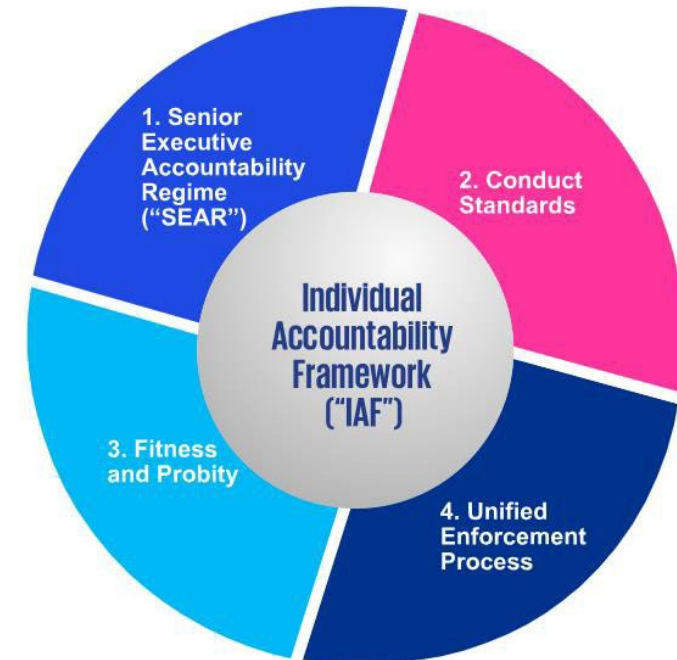 1. Senior
Executive
Accountability
Regime
(“SEAR”)
2. Conduct
Standards
Individual
Accountability
Framework
(“IAF”)
3. Fitness
and Probity
4. Unified
Enforcement
Process